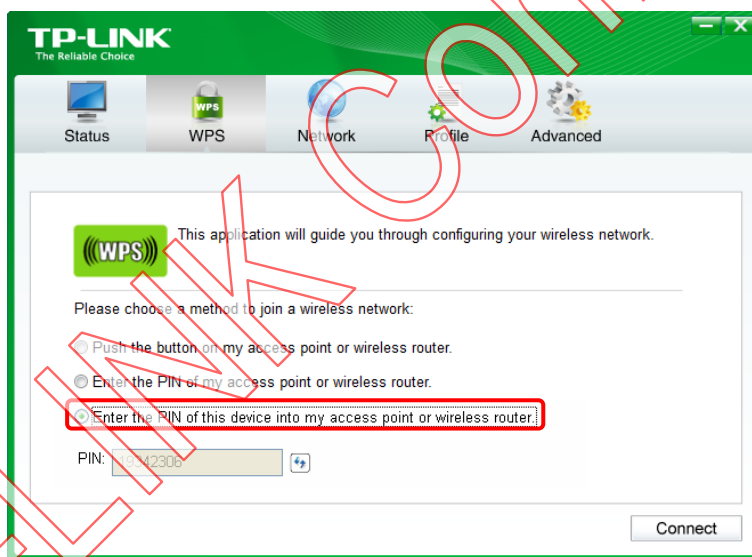 TP-LINK
The Reliable Choice
Status WPS Network Profile Advanced
(((WPS))) This application will guide you through configuring your wireless network.
Please choose a method to join a wireless network:
Push the button on my access point or wireless router.
Enter the PIN of my access point or wireless router.
Enter the PIN of this device into my access point or wireless router.
PIN: 19342306
Connect